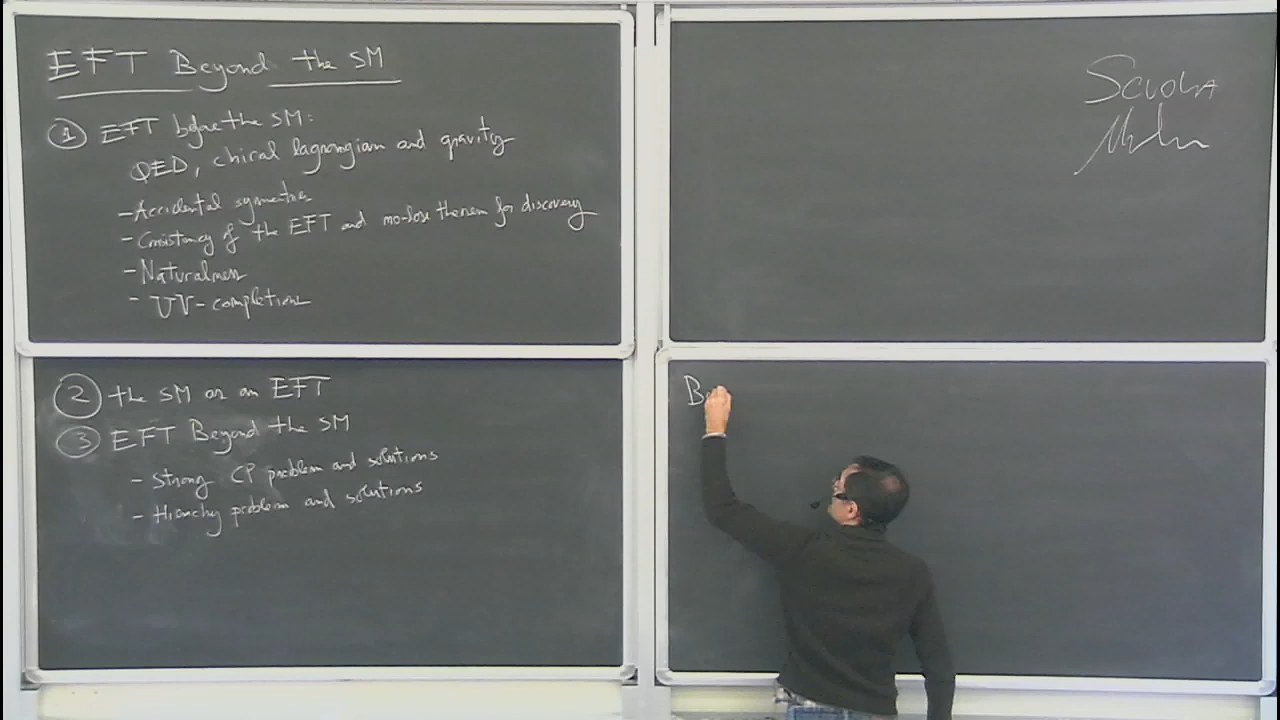 EFT Beyond the SM
① EFT before the SM:
QED, chiral lagrangian and gravity
- Accidental symmetries
- Consistency of the EFT and no-lose theorem for discovery
- Naturalness
- UV-completions
② the SM as an EFT
③ EFT Beyond the SM
- Strong CP problem and solutions
- Hierarchy problem and solutions
SCUOLA
B